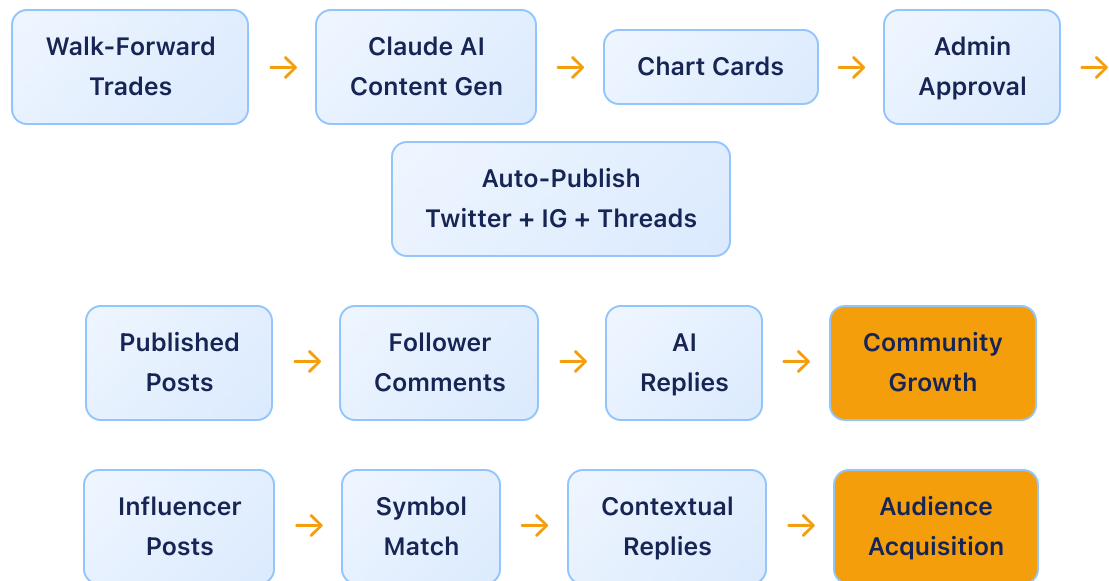 Walk-Forward
Trades
Claude AI
Content Gen
Chart Cards
Admin
Approval
Auto-Publish
Twitter + IG + Threads
Published
Posts
Follower
Comments
AI
Replies
Community
Growth
Influencer
Posts
Symbol
Match
Contextual
Replies
Audience
Acquisition